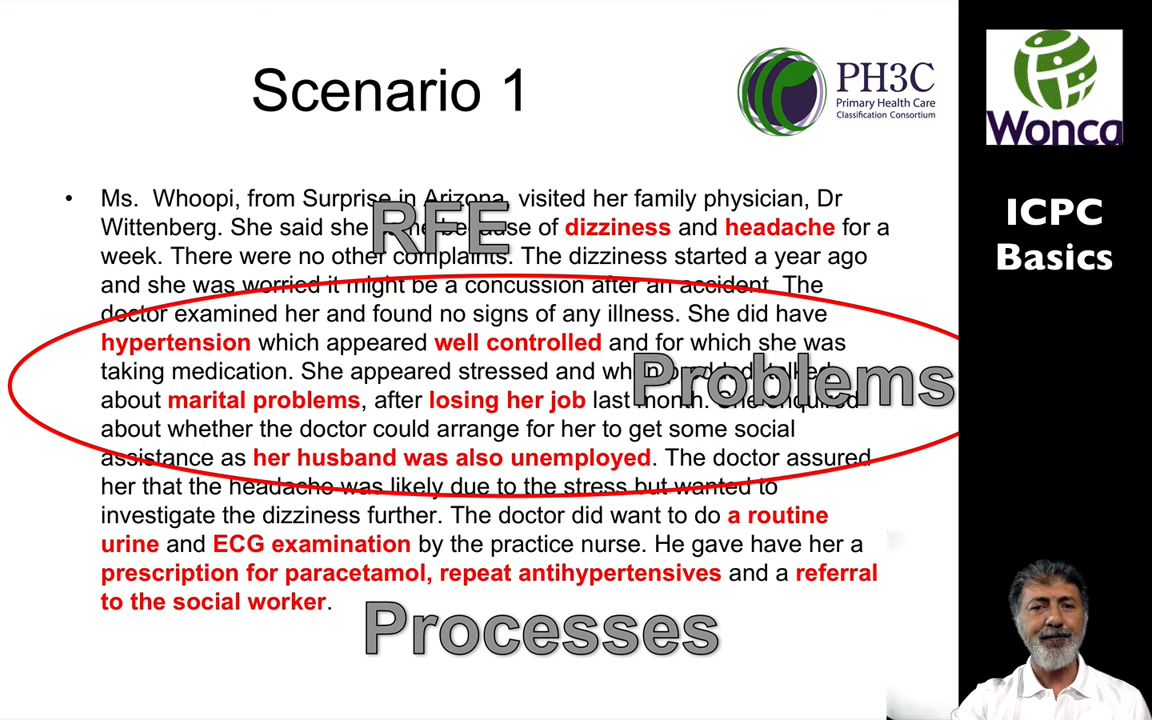 Scenario 1
PH3C
Primary Health Care
Classification Consortium
Wonca
ICPC
Basics
• Ms. Whoopi, from Surprise in Arizona, visited her family physician, Dr
RFE
Wittenberg. She said she because of dizziness and headache for a
week. There were no other complaints. The dizziness started a year ago
and she was worried it might be a concussion after an accident. The
doctor examined her and found no signs of any illness. She did have
hypertension which appeared well controlled and for which she was
taking medication. She appeared stressed and when talked
Problems
about marital problems, after losing her job last month. She enquired
about whether the doctor could arrange for her to get some social
assistance as her husband was also unemployed. The doctor assured
her that the headache was likely due to the stress but wanted to
investigate the dizziness further. The doctor did want to do a routine
urine and ECG examination by the practice nurse. He gave have her a
prescription for paracetamol, repeat antihypertensives and a referral
to the social worker.
Processes